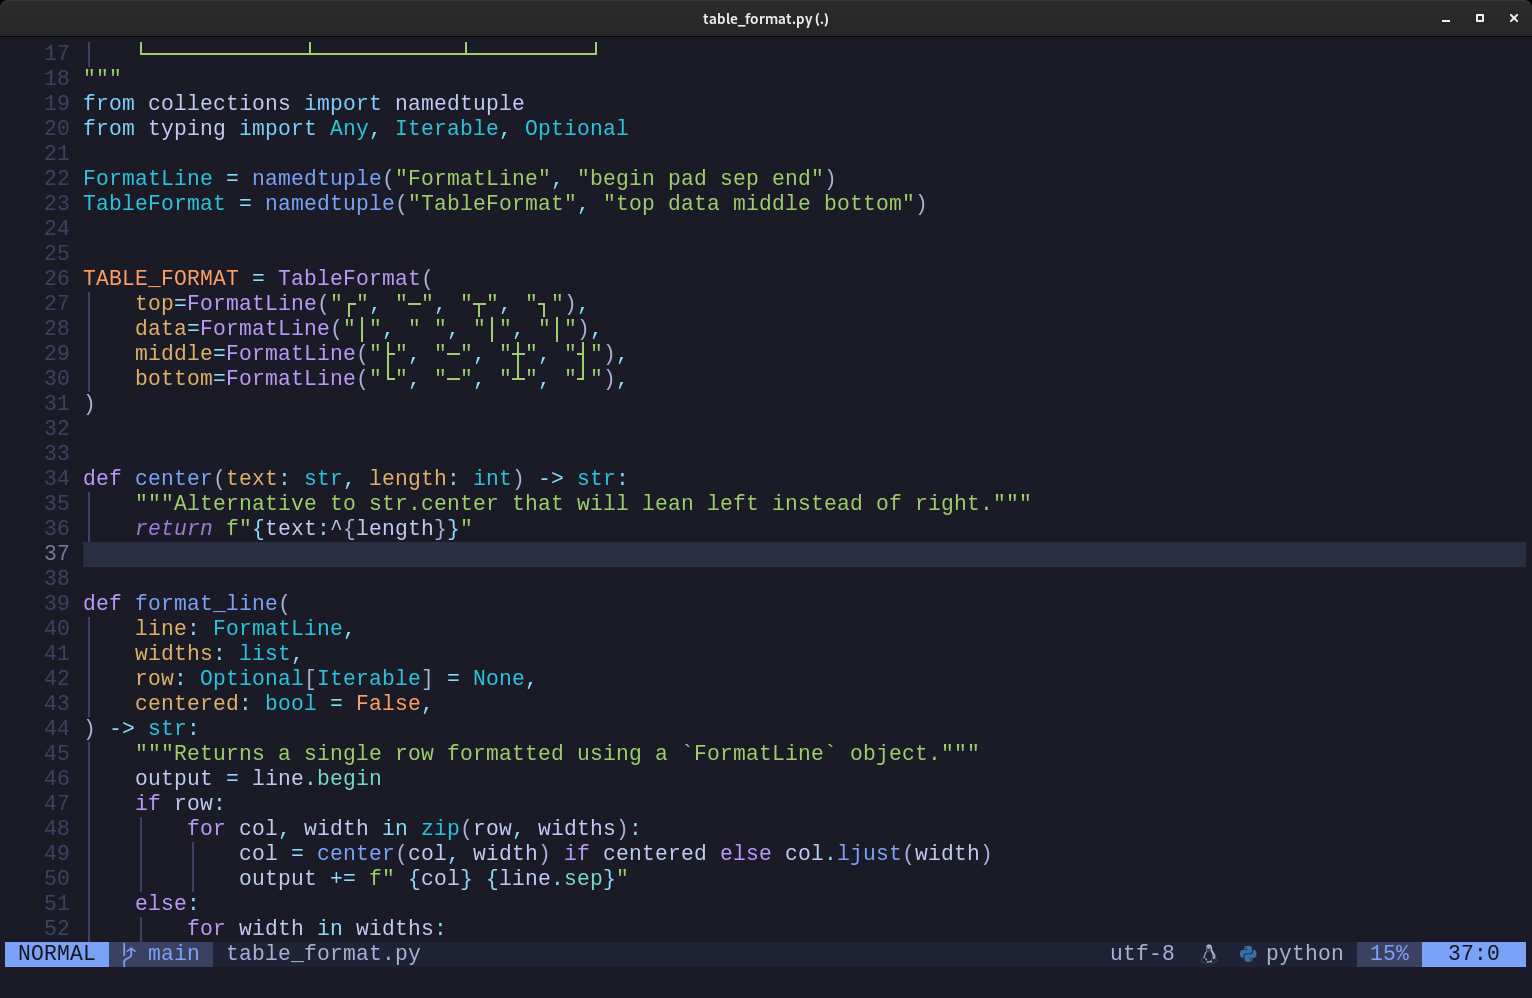 table_format.py (.)
17     └────────────┴───────────┴─────────┘
18 """
19 from collections import namedtuple
20 from typing import Any, Iterable, Optional
21
22 FormatLine = namedtuple("FormatLine", "begin pad sep end")
23 TableFormat = namedtuple("TableFormat", "top data middle bottom")
24
25
26 TABLE_FORMAT = TableFormat(
27     top=FormatLine("┌", "─", "┬", "┐"),
28     data=FormatLine("│", " ", "│", "│"),
29     middle=FormatLine("├", "─", "┼", "┤"),
30     bottom=FormatLine("└", "─", "┴", "┘"),
31 )
32
33
34 def center(text: str, length: int) -> str:
35     """Alternative to str.center that will lean left instead of right."""
36     return f"{text:^{length}}"
37
38
39 def format_line(
40     line: FormatLine,
41     widths: list,
42     row: Optional[Iterable] = None,
43     centered: bool = False,
44 ) -> str:
45     """Returns a single row formatted using a `FormatLine` object."""
46     output = line.begin
47     if row:
48         for col, width in zip(row, widths):
49             col = center(col, width) if centered else col.ljust(width)
50             output += f" {col} {line.sep}"
51     else:
52         for width in widths:
NORMAL main table_format.py utf-8 python 15% 37:0